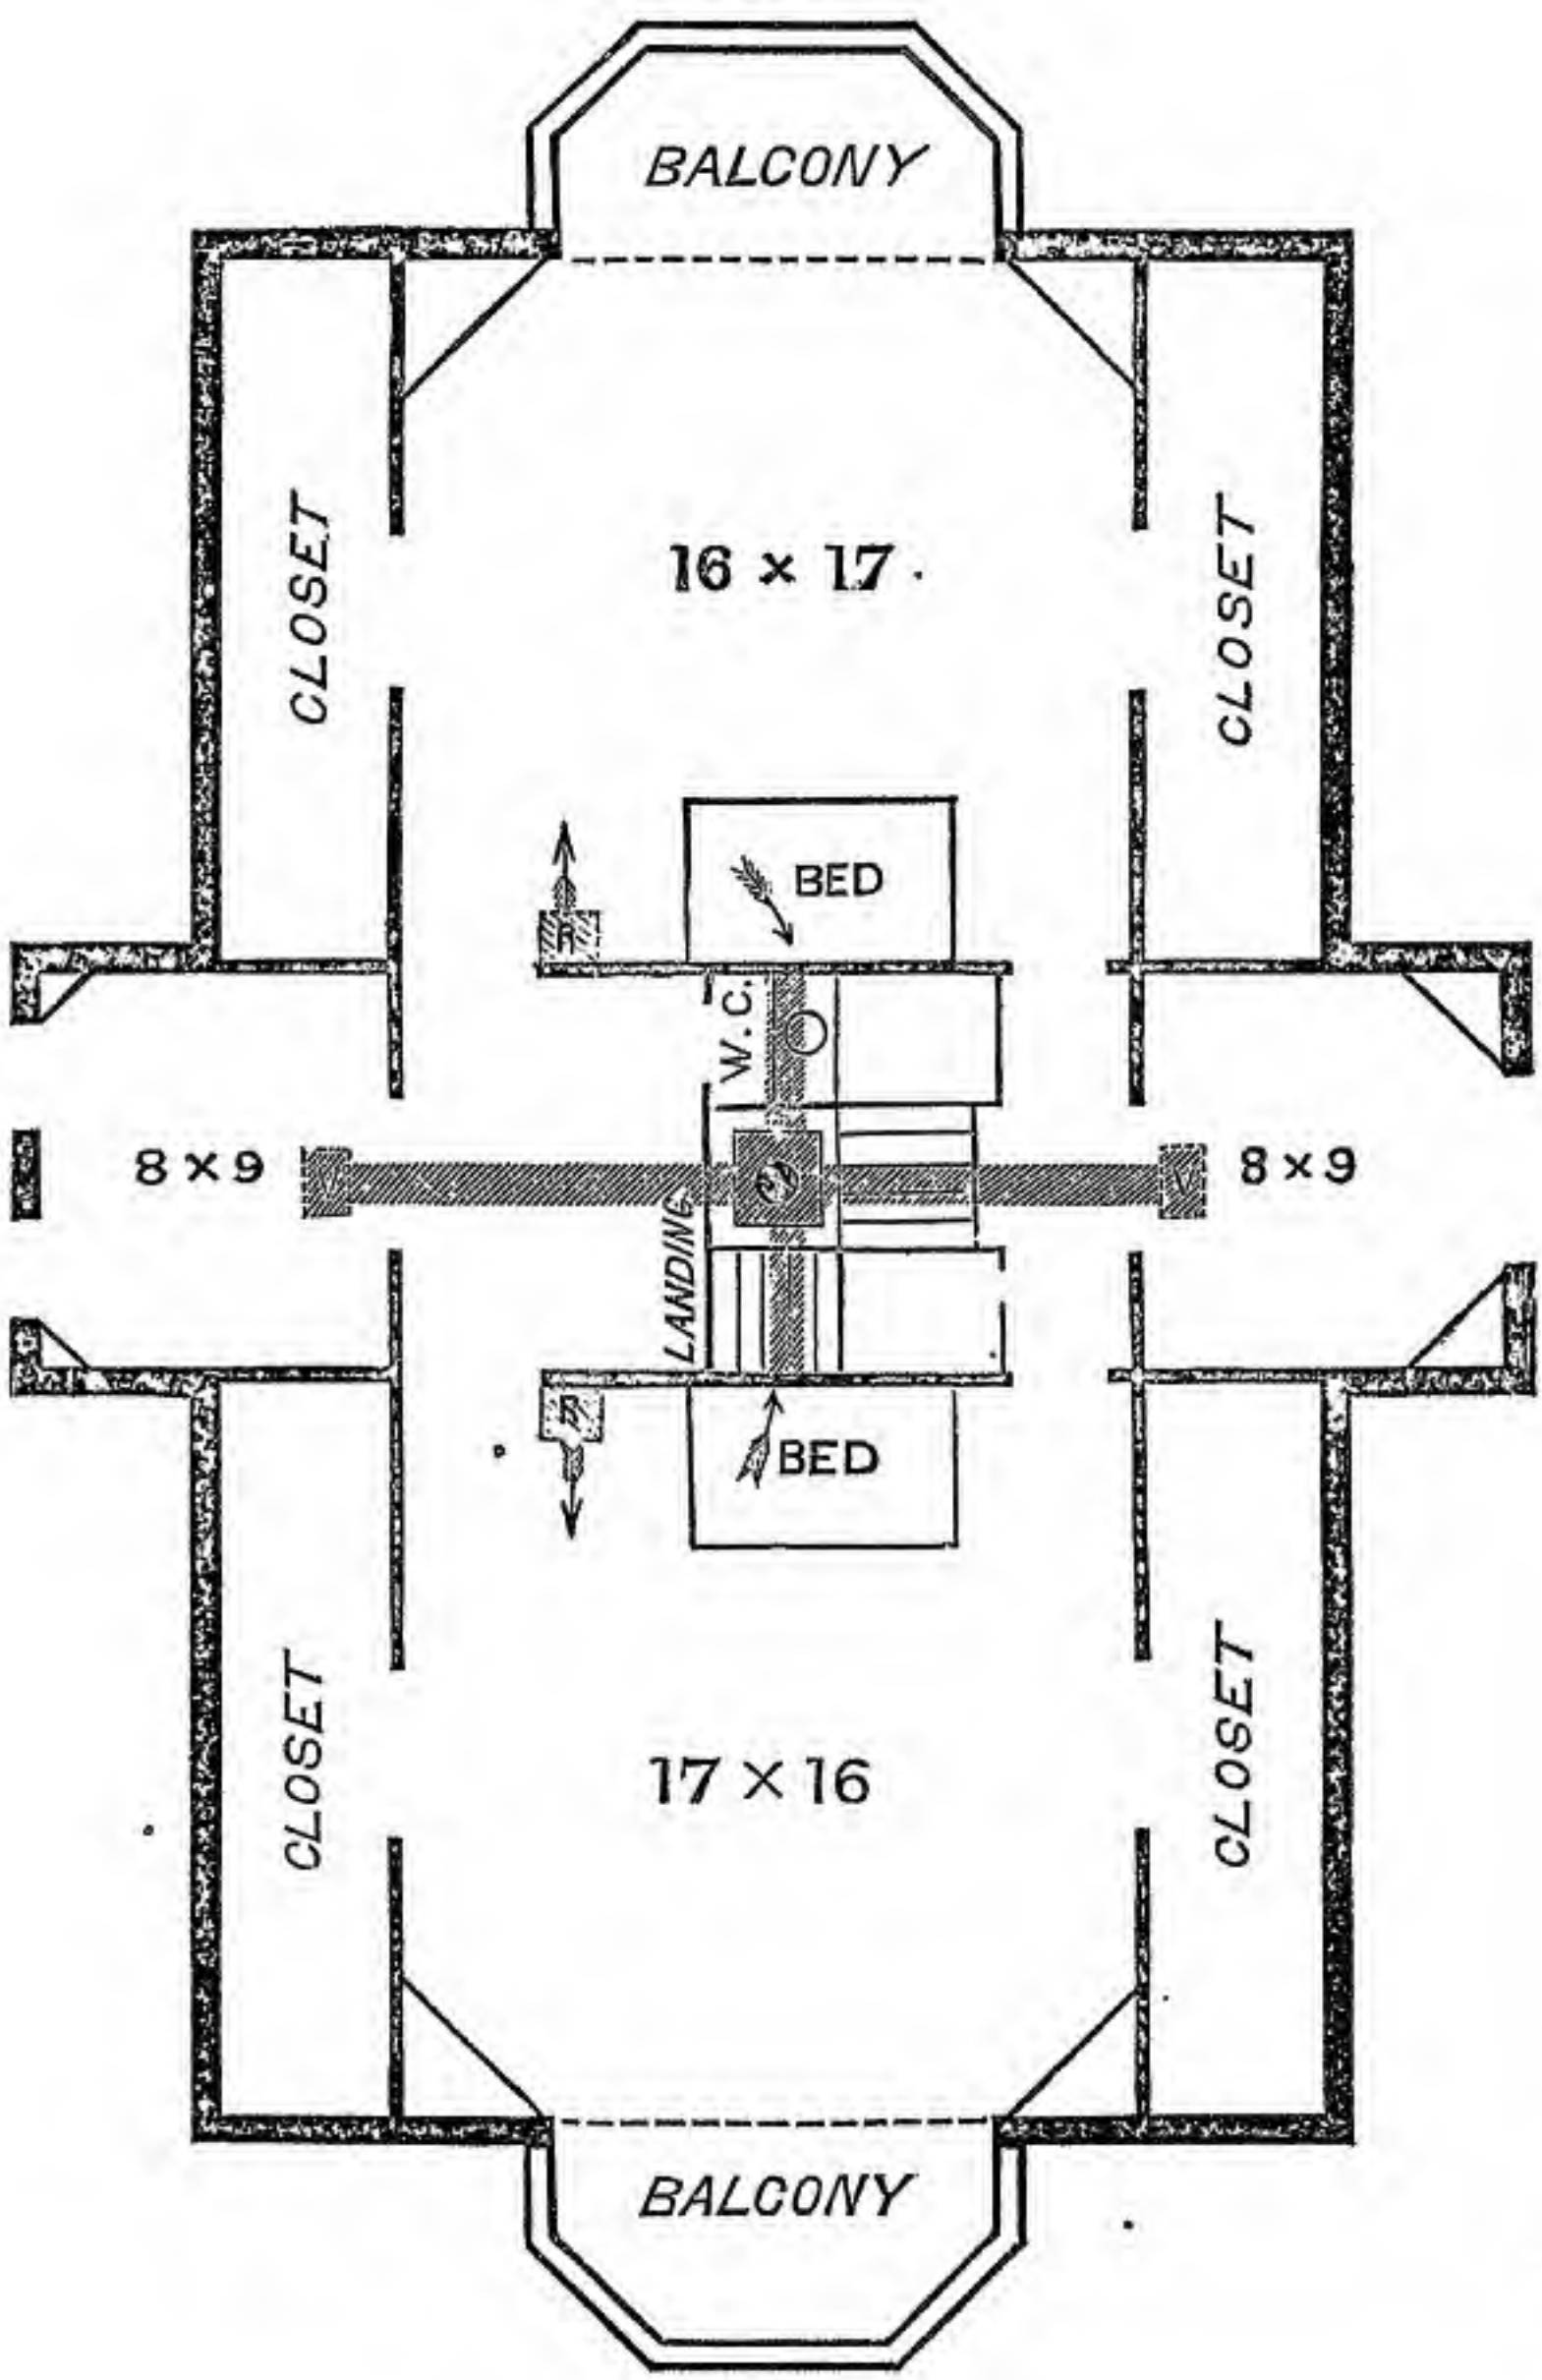 BALCONY
CLOSET
16 × 17
CLOSET
R
BED
W.C.
8 × 9
V
V
8 × 9
LANDING
R
BED
CLOSET
17 × 16
CLOSET
BALCONY